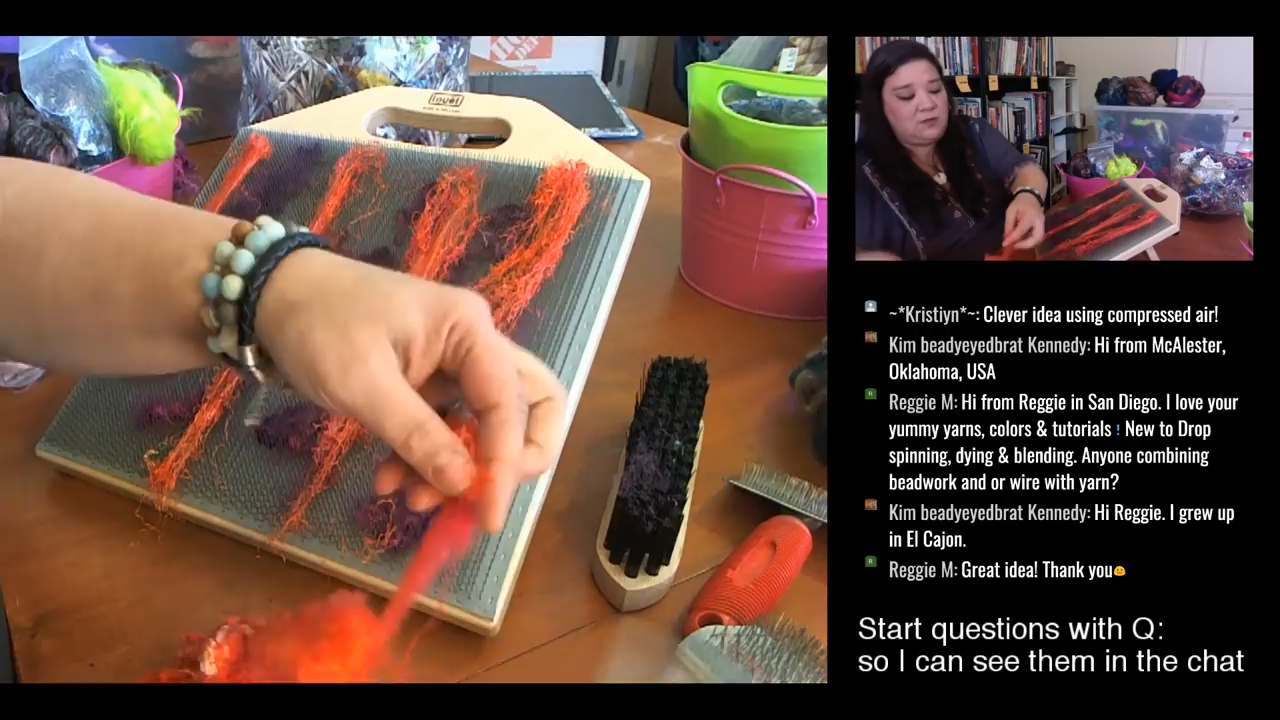 louët
~*Kristiyn*~: Clever idea using compressed air!
Kim beadyeyedbrat Kennedy: Hi from McAlester,
Oklahoma, USA
Reggie M: Hi from Reggie in San Diego. I love your
yummy yarns, colors & tutorials ! New to Drop
spinning, dying & blending. Anyone combining
beadwork and or wire with yarn?
Kim beadyeyedbrat Kennedy: Hi Reggie. I grew up
in El Cajon.
Reggie M: Great idea! Thank you
Start questions with Q:
so I can see them in the chat